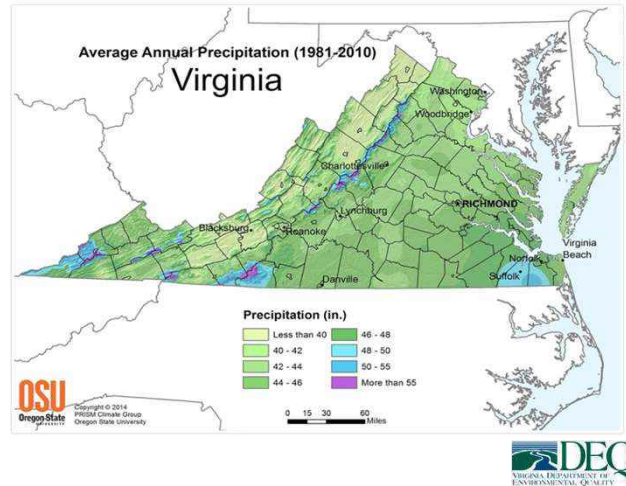 Average Annual Precipitation (1981-2010)
Virginia
Washington
Woodbridge
Charlottesville
RICHMOND
Lynchburg
Blacksburg
Roanoke
Virginia
Beach
Norfolk
Suffolk
Danville
Precipitation (in.)
Less than 40
46 - 48
40 - 42
48 - 50
42 - 44
50 - 55
44 - 46
More than 55
OSU
Oregon State
UNIVERSITY
Copyright © 2014
PRISM Climate Group
Oregon State University
0 15 30 60
Miles
DEQ
VIRGINIA DEPARTMENT OF
ENVIRONMENTAL QUALITY